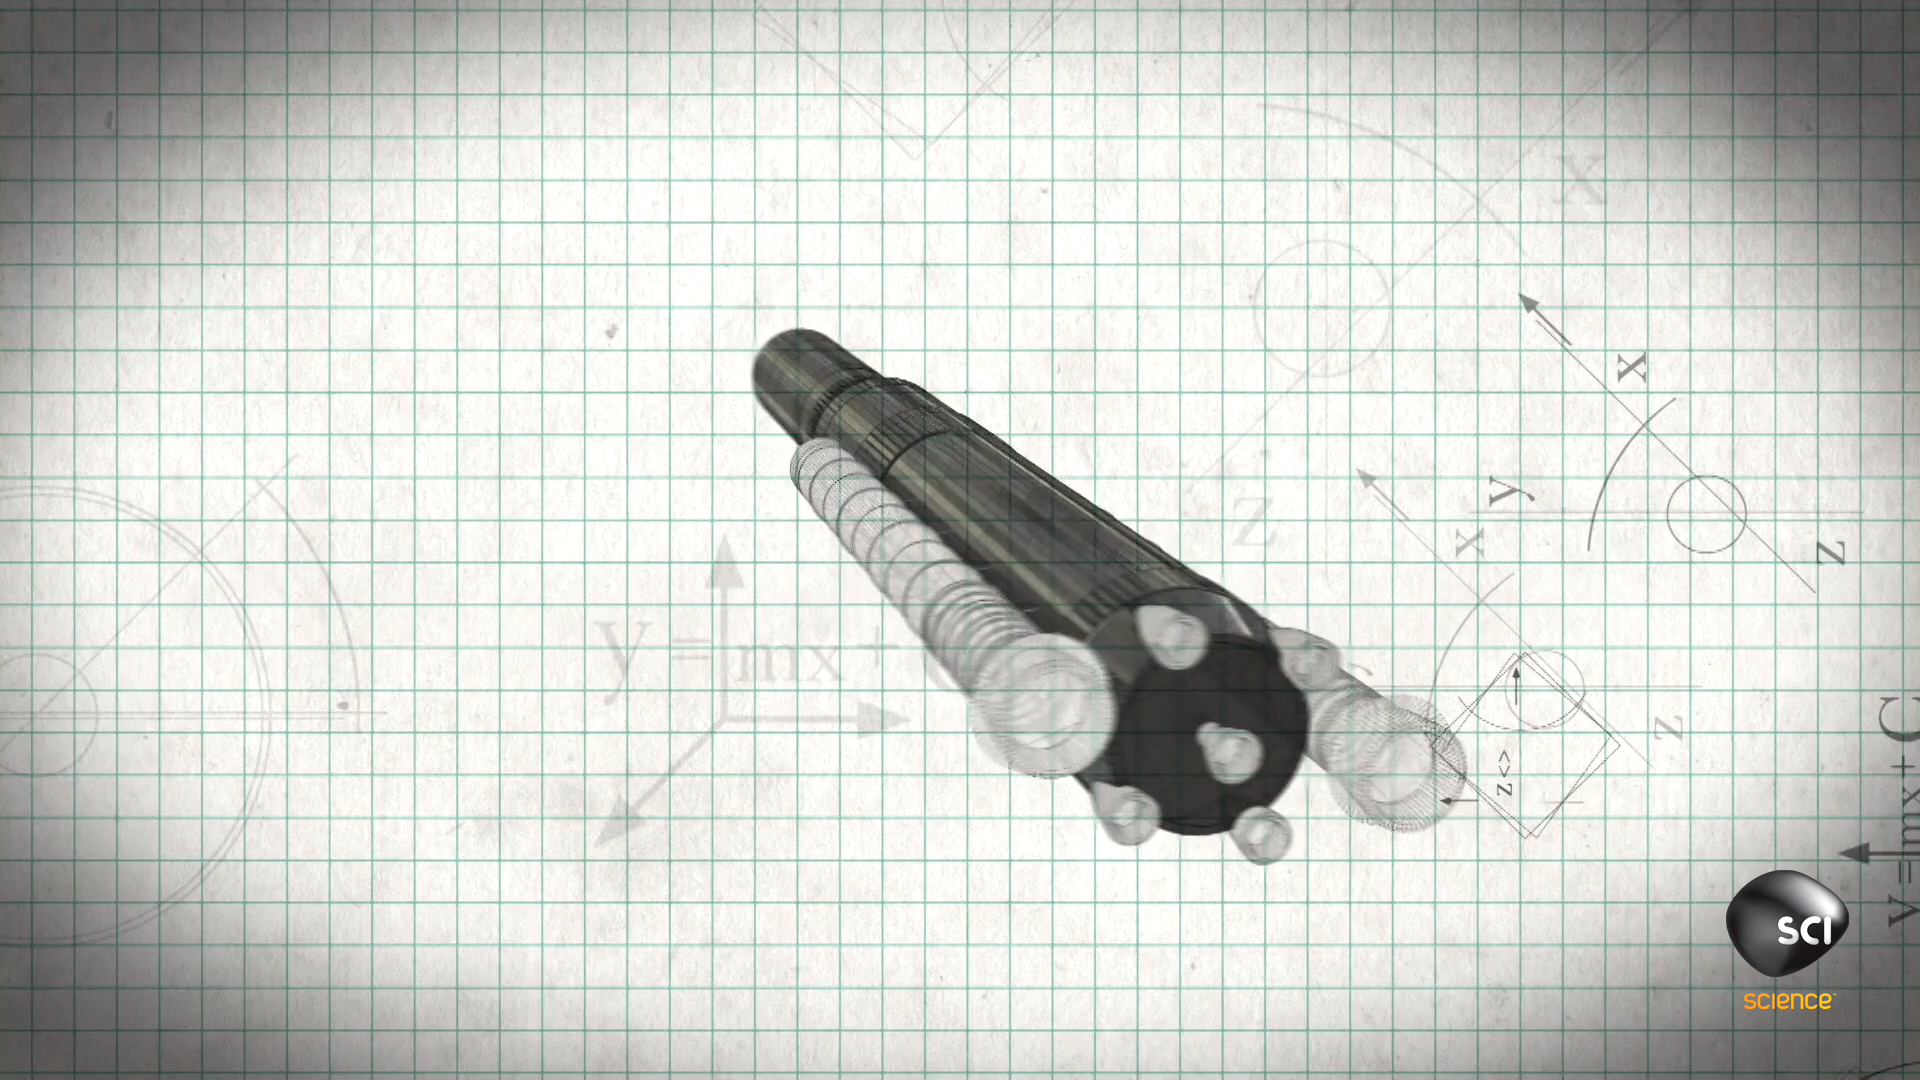 X
x
y
x
z
z
y = mx +
z
z <>
y = mx + C
SCI
SCIENCE